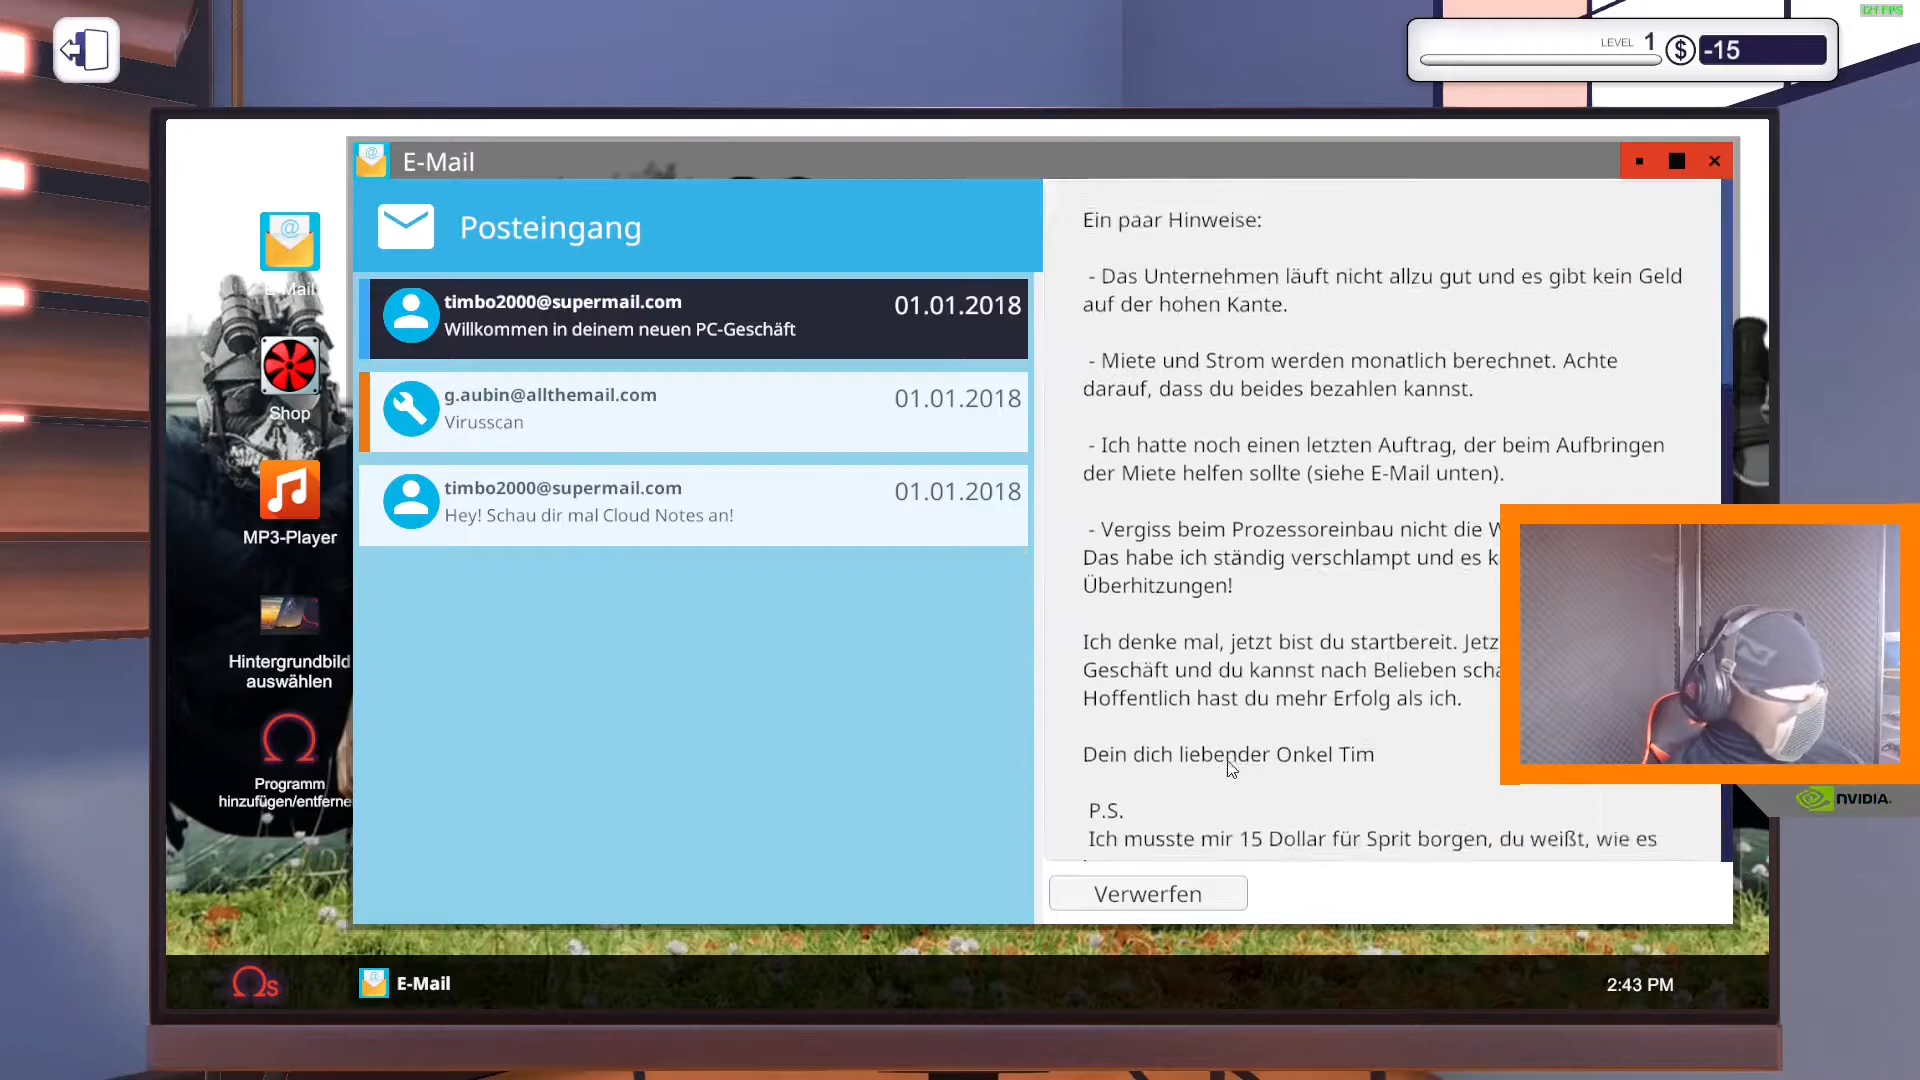 121 FPS
LEVEL 1
-15
E-Mail
Posteingang
timbo2000@supermail.com
01.01.2018
Willkommen in deinem neuen PC-Geschäft
g.aubin@allthemail.com
01.01.2018
Virusscan
timbo2000@supermail.com
01.01.2018
Hey! Schau dir mal Cloud Notes an!
E-Mail
Shop
MP3-Player
Hintergrundbild
auswählen
Programm
hinzufügen/entferne
Ein paar Hinweise:
- Das Unternehmen läuft nicht allzu gut und es gibt kein Geld
auf der hohen Kante.
- Miete und Strom werden monatlich berechnet. Achte
darauf, dass du beides bezahlen kannst.
- Ich hatte noch einen letzten Auftrag, der beim Aufbringen
der Miete helfen sollte (siehe E-Mail unten).
- Vergiss beim Prozessoreinbau nicht die
Das habe ich ständig verschlampt und es
Überhitzungen!
Ich denke mal, jetzt bist du startbereit.
Geschäft und du kannst nach Belieben
Hoffentlich hast du mehr Erfolg als ich.
Dein dich liebender Onkel Tim
P.S.
Ich musste mir 15 Dollar für Sprit borgen, du weißt, wie es
Verwerfen
NVIDIA.
E-Mail
2:43 PM